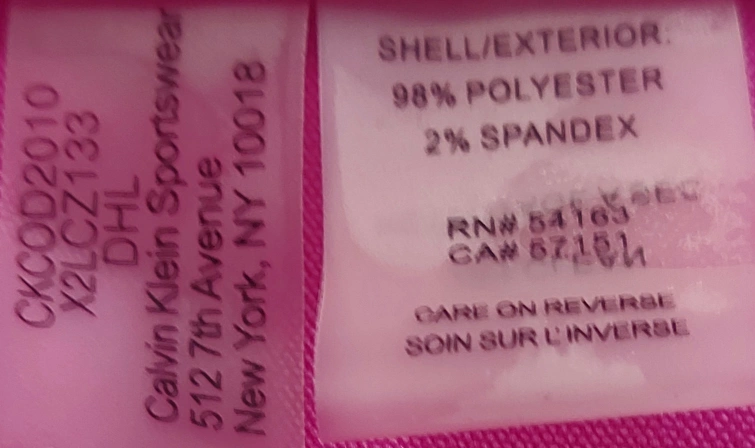 CKCOD2010
X2LCZ133
DHL
Calvin Klein Sportswear
512 7th Avenue
New York, NY 10018
SHELL/EXTERIOR:
98% POLYESTER
2% SPANDEX
RN# 54163
CA# 57151
CARE ON REVERSE
SOIN SUR L'INVERSE